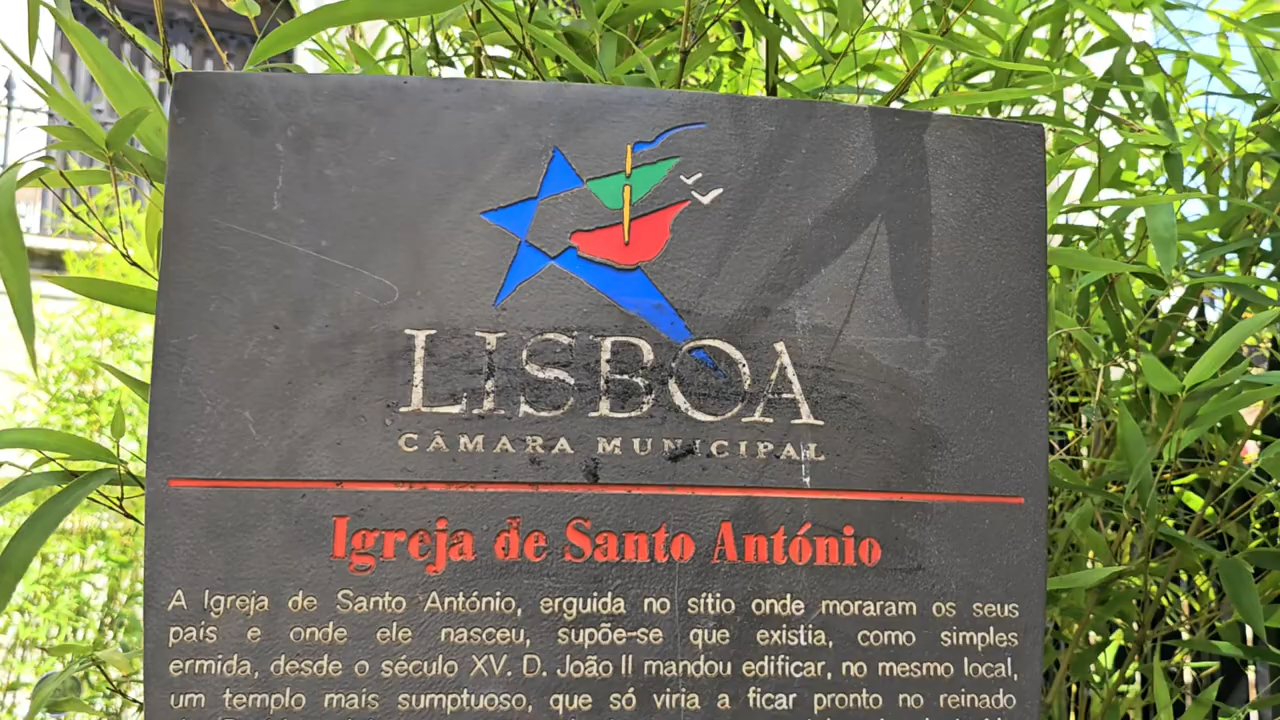 LISBOA
CÂMARA MUNICIPAL
Igreja de Santo António
A Igreja de Santo António, erguida no sítio onde moraram os seus
pais e onde ele nasceu, supõe-se que existia, como simples
ermida, desde o século XV. D. João II mandou edificar, no mesmo local,
um templo mais sumptuoso, que só viria a ficar pronto no reinado